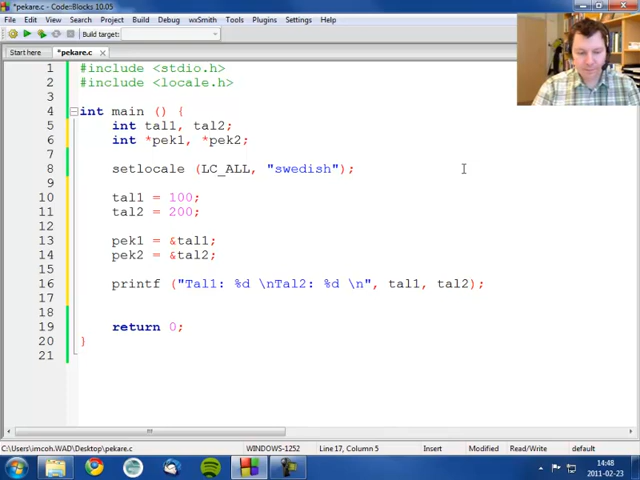 *pekare.c - Code::Blocks 10.05
File Edit View Search Project Build Debug wxSmith Tools Plugins Settings Help
Build target:
Start here *pekare.c
1 #include <stdio.h>
2 #include <locale.h>
3
4 int main () {
5 int tal1, tal2;
6 int *pek1, *pek2;
7
8 setlocale (LC_ALL, "swedish");
9
10 tal1 = 100;
11 tal2 = 200;
12
13 pek1 = &tal1;
14 pek2 = &tal2;
15
16 printf ("Tal1: %d \nTal2: %d \n", tal1, tal2);
17
18
19 return 0;
20 }
21
C:\Users\imcoh.WAD\Desktop\pekare.c WINDOWS-1252 Line 17, Column 5 Insert Modified Read/Write default
14:48
2011-02-23